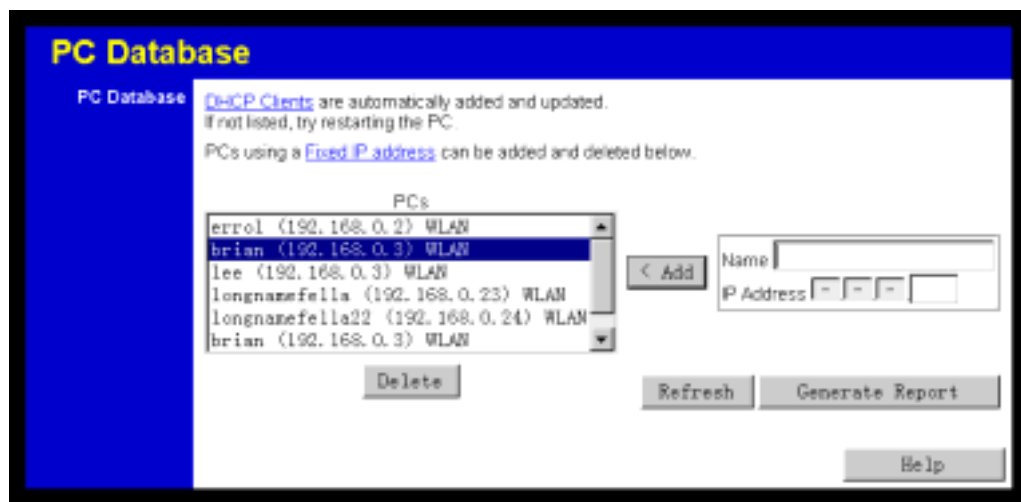 PC Database
PC Database
DHCP Clients are automatically added and updated.
If not listed, try restarting the PC.
PCs using a Fixed IP address can be added and deleted below.
PCs
errol (192.168.0.2) WLAN
brian (192.168.0.3) WLAN
lee (192.168.0.3) WLAN
longnamefella (192.168.0.23) WLAN
longnamefella22 (192.168.0.24) WLAN
brian (192.168.0.3) WLAN
< Add
Name
IP Address - . - . - .
Delete
Refresh
Generate Report
Help